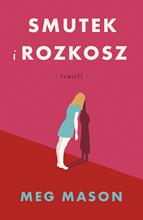 SMUTEK
i ROZKOSZ
- POWIEŚĆ -
MEG MASON